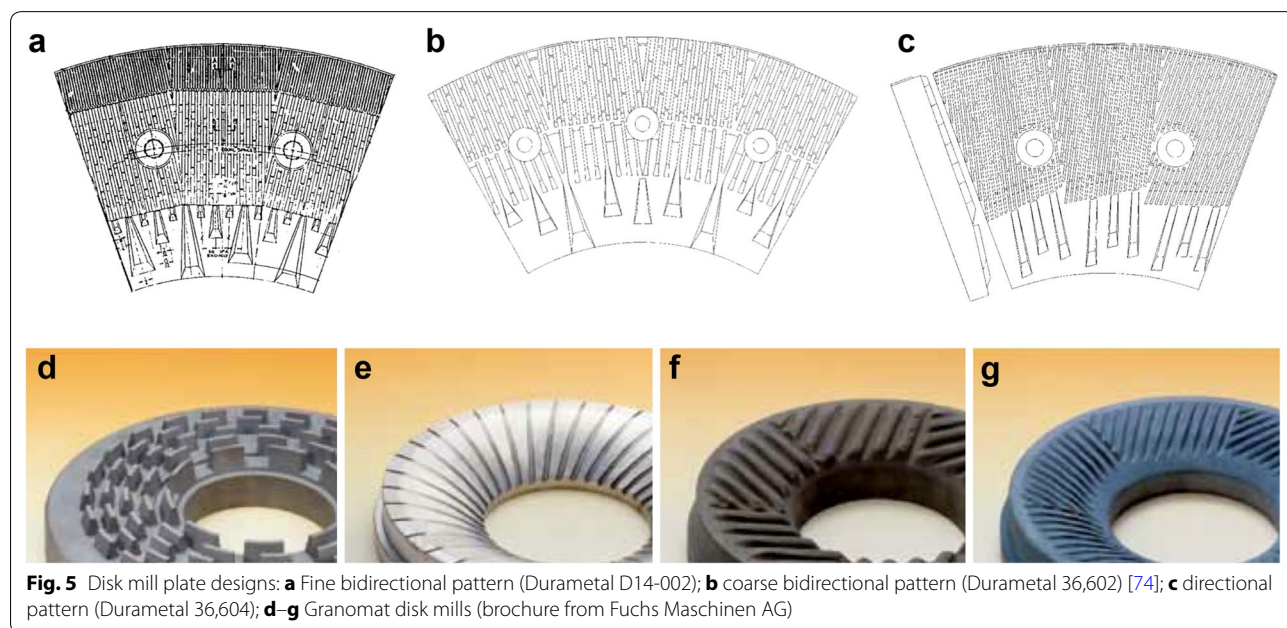 a
b
c
d
e
f
g
Fig. 5 Disk mill plate designs: a Fine bidirectional pattern (Durametal D14-002); b coarse bidirectional pattern (Durametal 36,602) [74]; c directional
pattern (Durametal 36,604); d–g Granomat disk mills (brochure from Fuchs Maschinen AG)